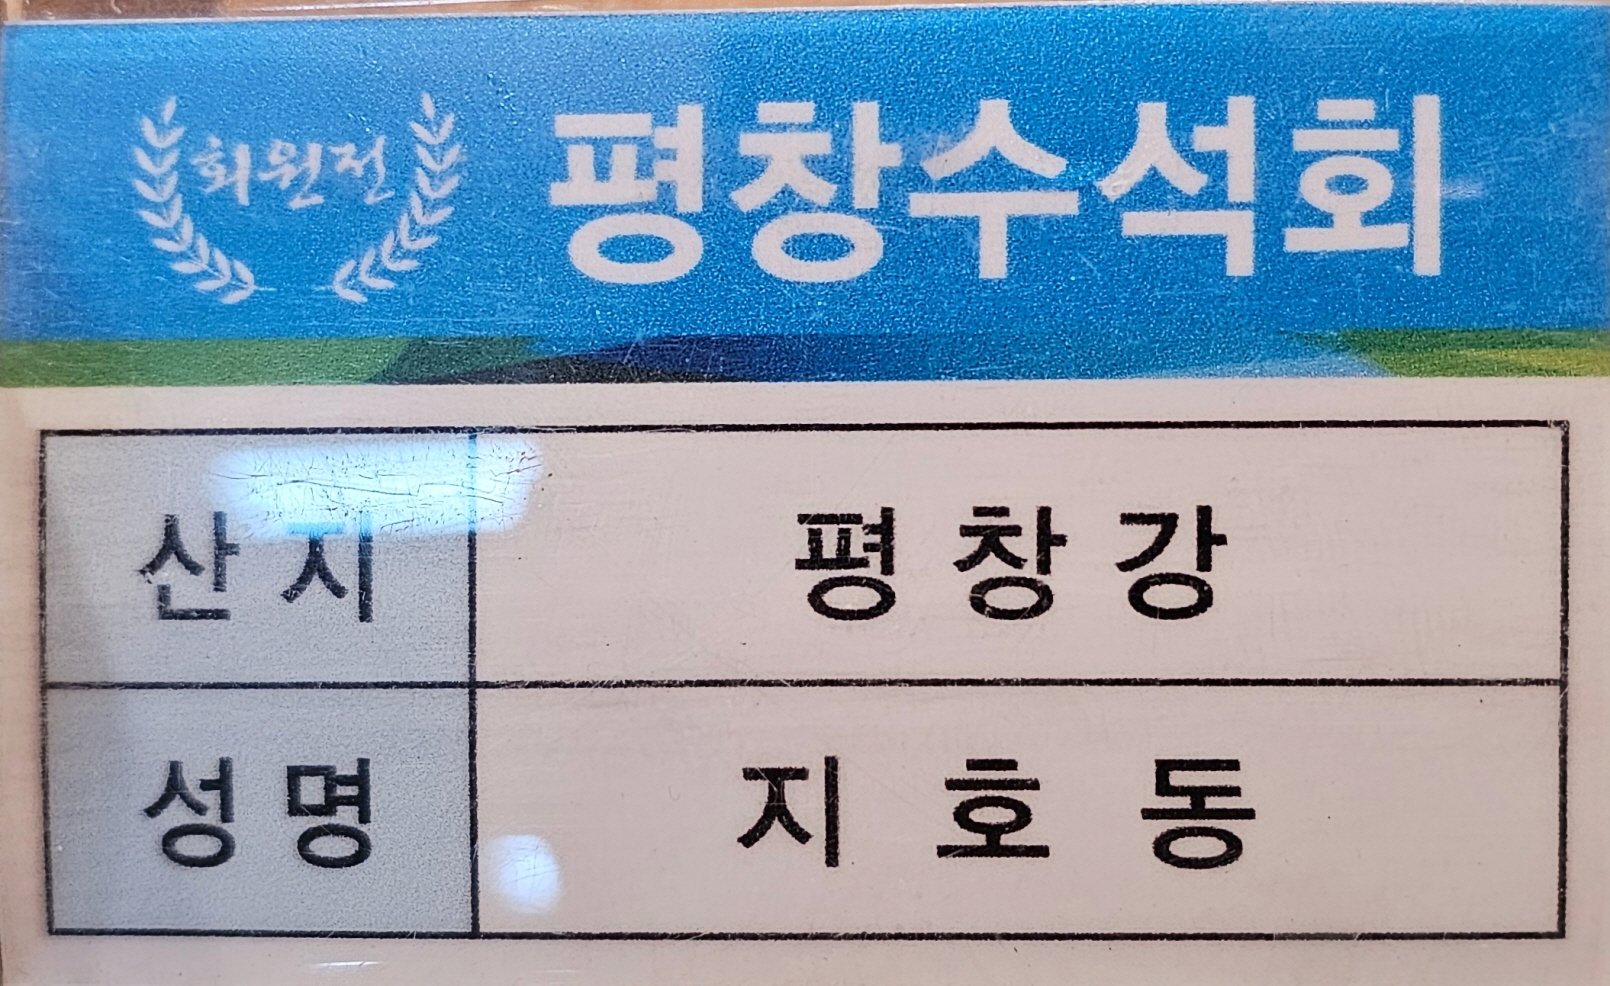 회원전 평창수석회
산지 평창강
성명 지호동